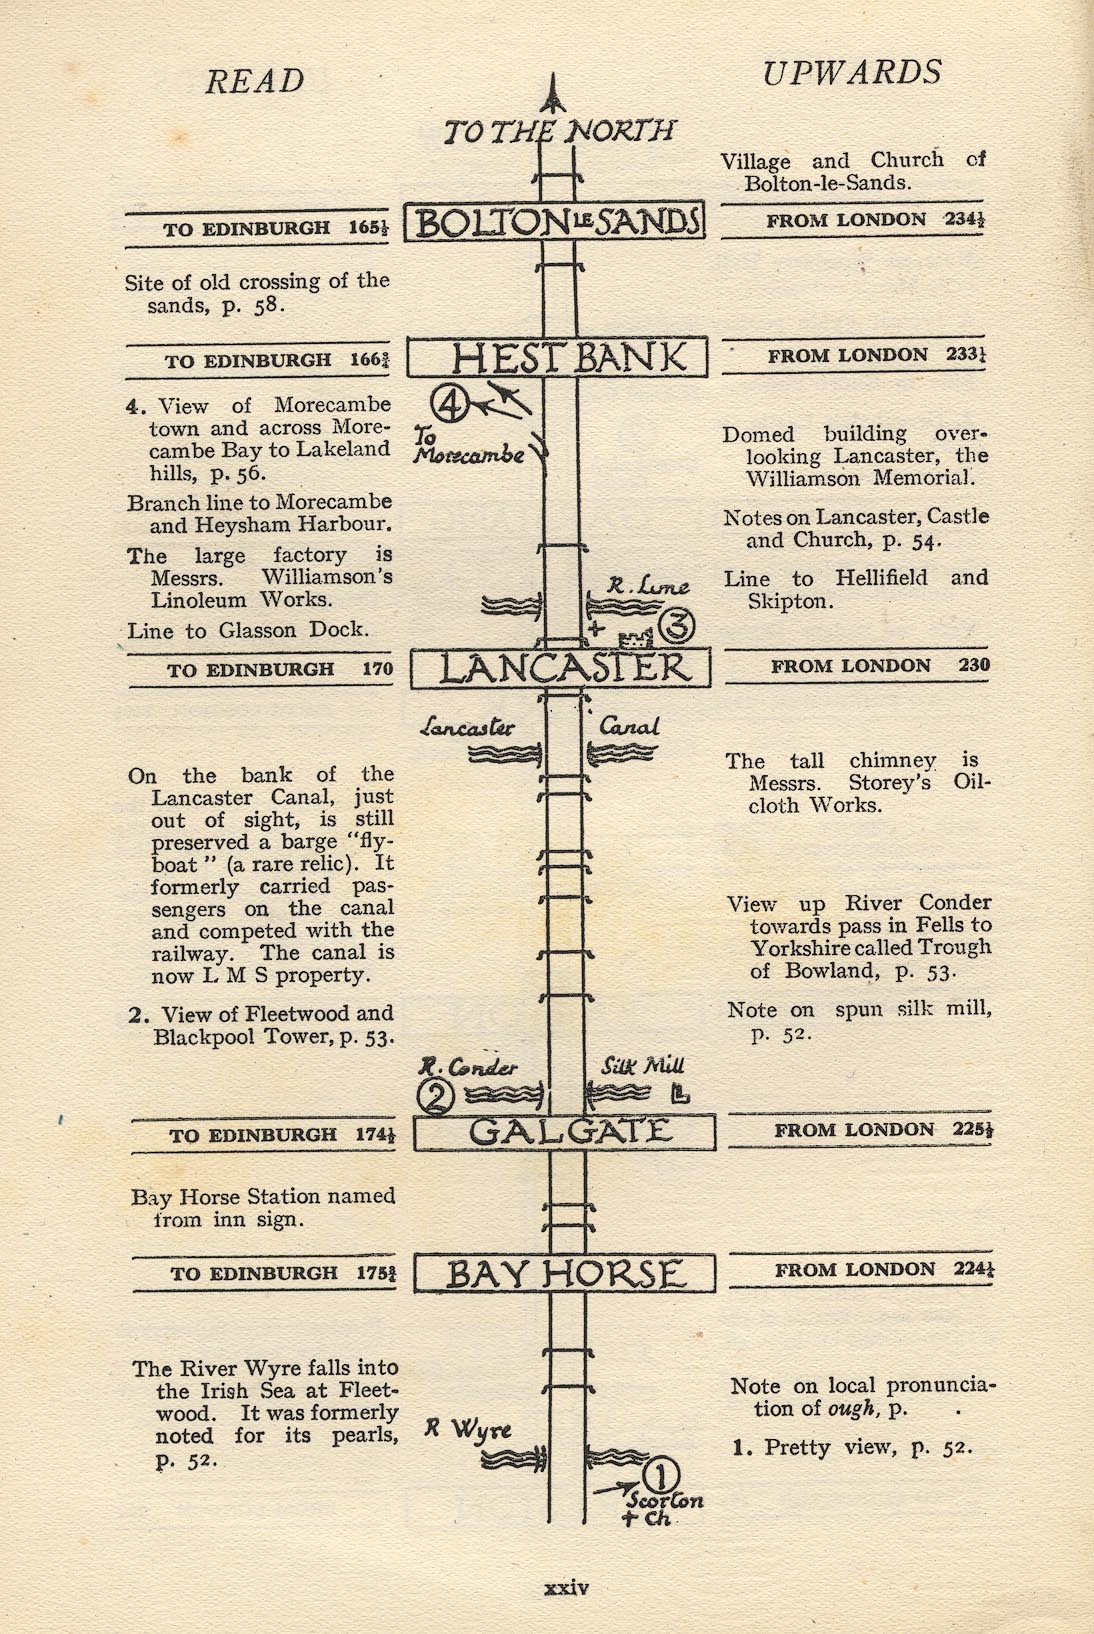 READ
UPWARDS
TO THE NORTH
Village and Church of
Bolton-le-Sands.
TO EDINBURGH 165½
BOLTON LE SANDS
FROM LONDON 234½
Site of old crossing of the
sands, p. 58.
TO EDINBURGH 166¾
HEST BANK
FROM LONDON 233¼
4. View of Morecambe
town and across More-
cambe Bay to Lakeland
hills, p. 56.
Branch line to Morecambe
and Heysham Harbour.
The large factory is
Messrs. Williamson's
Linoleum Works.
Line to Glasson Dock.
4
To
Morecambe
R. Lune
3
Domed building over-
looking Lancaster, the
Williamson Memorial.
Notes on Lancaster, Castle
and Church, p. 54.
Line to Hellifield and
Skipton.
TO EDINBURGH 170
LANCASTER
FROM LONDON 230
Lancaster Canal
On the bank of the
Lancaster Canal, just
out of sight, is still
preserved a barge "fly-
boat" (a rare relic). It
formerly carried pas-
sengers on the canal
and competed with the
railway. The canal is
now L M S property.
2. View of Fleetwood and
Blackpool Tower, p. 53.
The tall chimney is
Messrs. Storey's Oil-
cloth Works.
View up River Conder
towards pass in Fells to
Yorkshire called Trough
of Bowland, p. 53.
Note on spun silk mill,
p. 52.
R. Conder
2
Silk Mill
TO EDINBURGH 174½
GALGATE
FROM LONDON 225½
Bay Horse Station named
from inn sign.
TO EDINBURGH 175¾
BAY HORSE
FROM LONDON 224¼
The River Wyre falls into
the Irish Sea at Fleet-
wood. It was formerly
noted for its pearls,
p. 52.
R Wyre
1
Scorton
+ Ch.
Note on local pronuncia-
tion of ough, p. .
1. Pretty view, p. 52.
xxiv